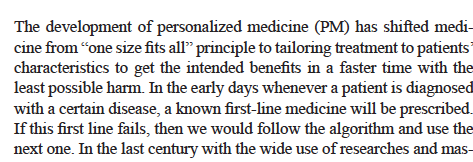 The development of personalized medicine (PM) has shifted medi-
cine from “one size fits all” principle to tailoring treatment to patients’
characteristics to get the intended benefits in a faster time with the
least possible harm. In the early days whenever a patient is diagnosed
with a certain disease, a known first-line medicine will be prescribed.
If this first line fails, then we would follow the algorithm and use the
next one. In the last century with the wide use of researches and mas-